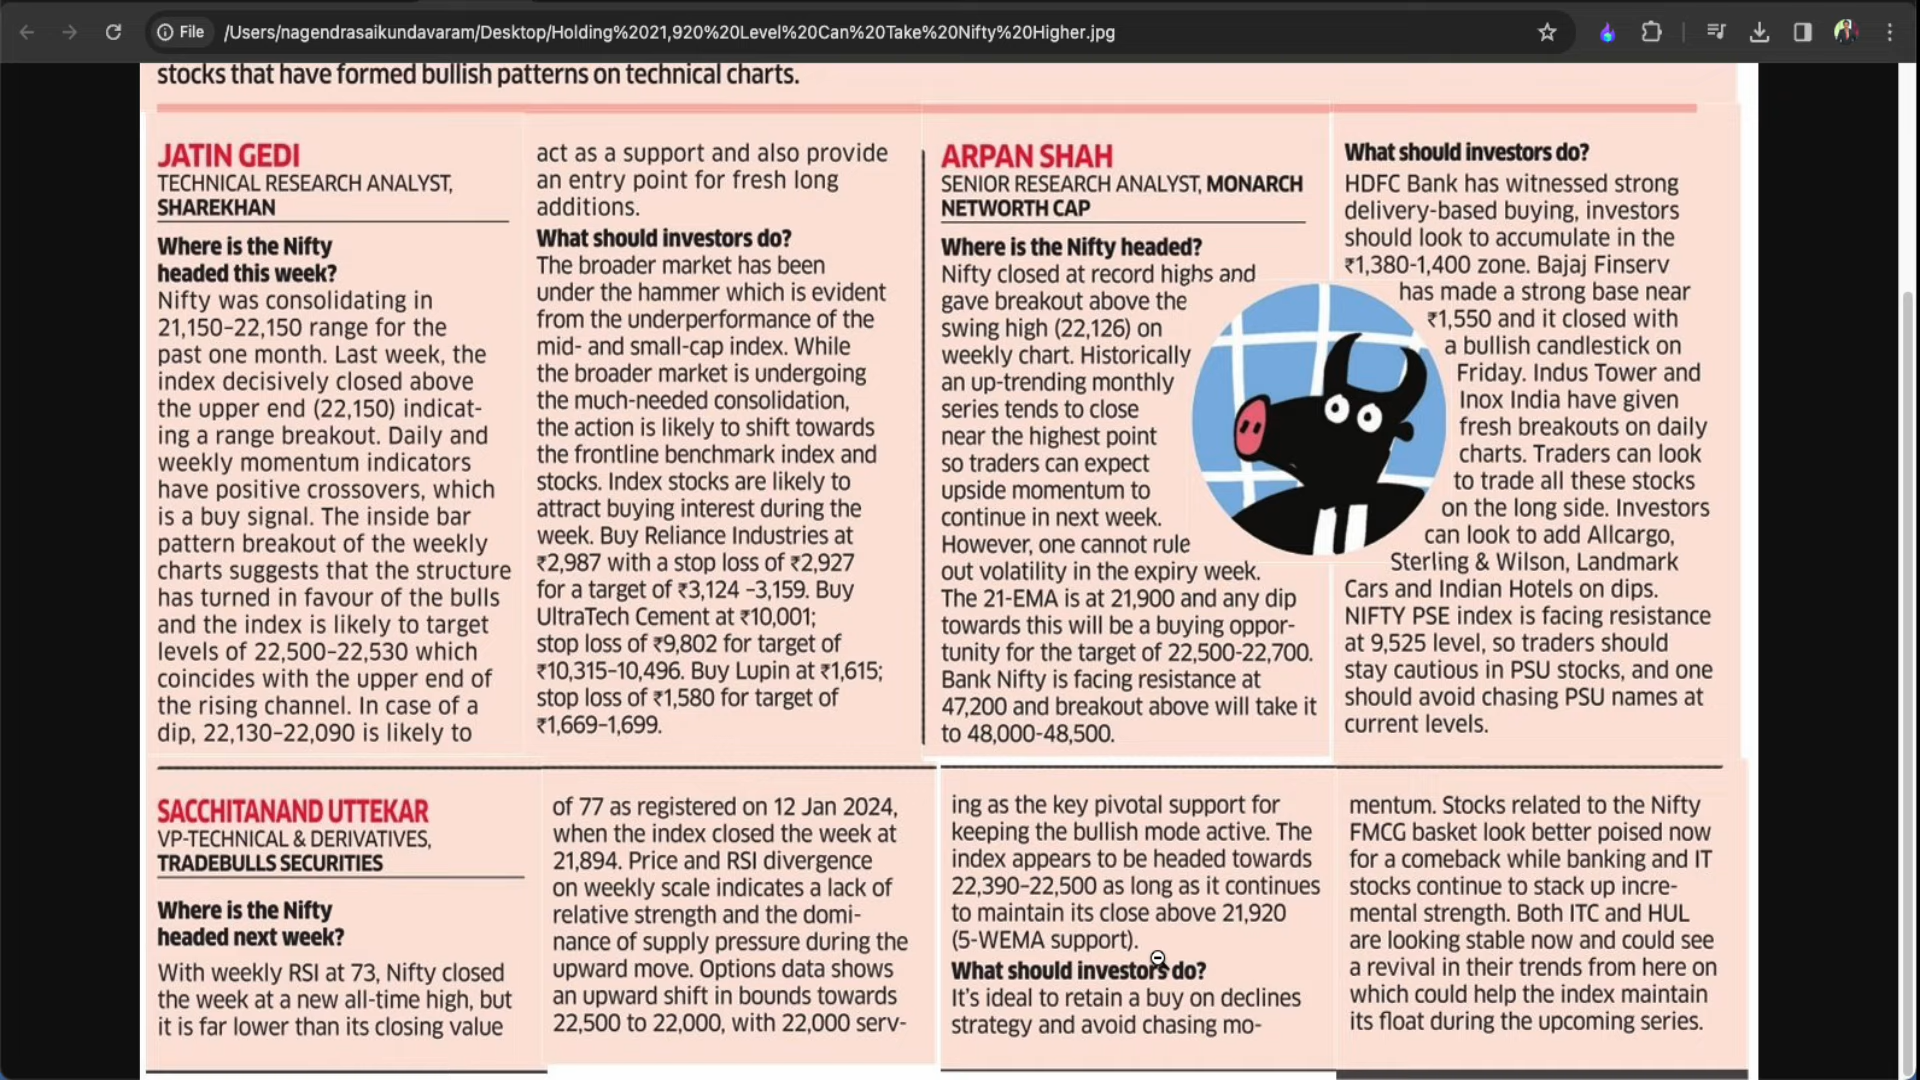 File
/Users/nagendrasaikundavaram/Desktop/Holding%2021,920%20Level%20Can%20Take%20Nifty%20Higher.jpg
stocks that have formed bullish patterns on technical charts.
JATIN GEDI
TECHNICAL RESEARCH ANALYST,
SHAREKHAN
Where is the Nifty
headed this week?
Nifty was consolidating in
21,150–22,150 range for the
past one month. Last week, the
index decisively closed above
the upper end (22,150) indicat-
ing a range breakout. Daily and
weekly momentum indicators
have positive crossovers, which
is a buy signal. The inside bar
pattern breakout of the weekly
charts suggests that the structure
has turned in favour of the bulls
and the index is likely to target
levels of 22,500–22,530 which
coincides with the upper end of
the rising channel. In case of a
dip, 22,130–22,090 is likely to
act as a support and also provide
an entry point for fresh long
additions.
What should investors do?
The broader market has been
under the hammer which is evident
from the underperformance of the
mid- and small-cap index. While
the broader market is undergoing
the much-needed consolidation,
the action is likely to shift towards
the frontline benchmark index and
stocks. Index stocks are likely to
attract buying interest during the
week. Buy Reliance Industries at
₹2,987 with a stop loss of ₹2,927
for a target of ₹3,124 –3,159. Buy
UltraTech Cement at ₹10,001;
stop loss of ₹9,802 for target of
₹10,315-10,496. Buy Lupin at ₹1,615;
stop loss of ₹1,580 for target of
₹1,669–1,699.
ARPAN SHAH
SENIOR RESEARCH ANALYST, MONARCH
NETWORTH CAP
Where is the Nifty headed?
Nifty closed at record highs and
gave breakout above the
swing high (22,126) on
weekly chart. Historically
an up-trending monthly
series tends to close
near the highest point
so traders can expect
upside momentum to
continue in next week.
However, one cannot rule
out volatility in the expiry week.
The 21-EMA is at 21,900 and any dip
towards this will be a buying oppor-
tunity for the target of 22,500-22,700.
Bank Nifty is facing resistance at
47,200 and breakout above will take it
to 48,000-48,500.
What should investors do?
HDFC Bank has witnessed strong
delivery-based buying, investors
should look to accumulate in the
₹1,380-1,400 zone. Bajaj Finserv
has made a strong base near
₹1,550 and it closed with
a bullish candlestick on
Friday. Indus Tower and
Inox India have given
fresh breakouts on daily
charts. Traders can look
to trade all these stocks
on the long side. Investors
can look to add Allcargo,
Sterling & Wilson, Landmark
Cars and Indian Hotels on dips.
NIFTY PSE index is facing resistance
at 9,525 level, so traders should
stay cautious in PSU stocks, and one
should avoid chasing PSU names at
current levels.
SACCHITANAND UTTEKAR
VP-TECHNICAL & DERIVATIVES,
TRADEBULLS SECURITIES
Where is the Nifty
headed next week?
With weekly RSI at 73, Nifty closed
the week at a new all-time high, but
it is far lower than its closing value
of 77 as registered on 12 Jan 2024,
when the index closed the week at
21,894. Price and RSI divergence
on weekly scale indicates a lack of
relative strength and the domi-
nance of supply pressure during the
upward move. Options data shows
an upward shift in bounds towards
22,500 to 22,000, with 22,000 serv-
ing as the key pivotal support for
keeping the bullish mode active. The
index appears to be headed towards
22,390–22,500 as long as it continues
to maintain its close above 21,920
(5-WEMA support).
What should investors do?
It's ideal to retain a buy on declines
strategy and avoid chasing mo-
mentum. Stocks related to the Nifty
FMCG basket look better poised now
for a comeback while banking and IT
stocks continue to stack up incre-
mental strength. Both ITC and HUL
are looking stable now and could see
a revival in their trends from here on
which could help the index maintain
its float during the upcoming series.